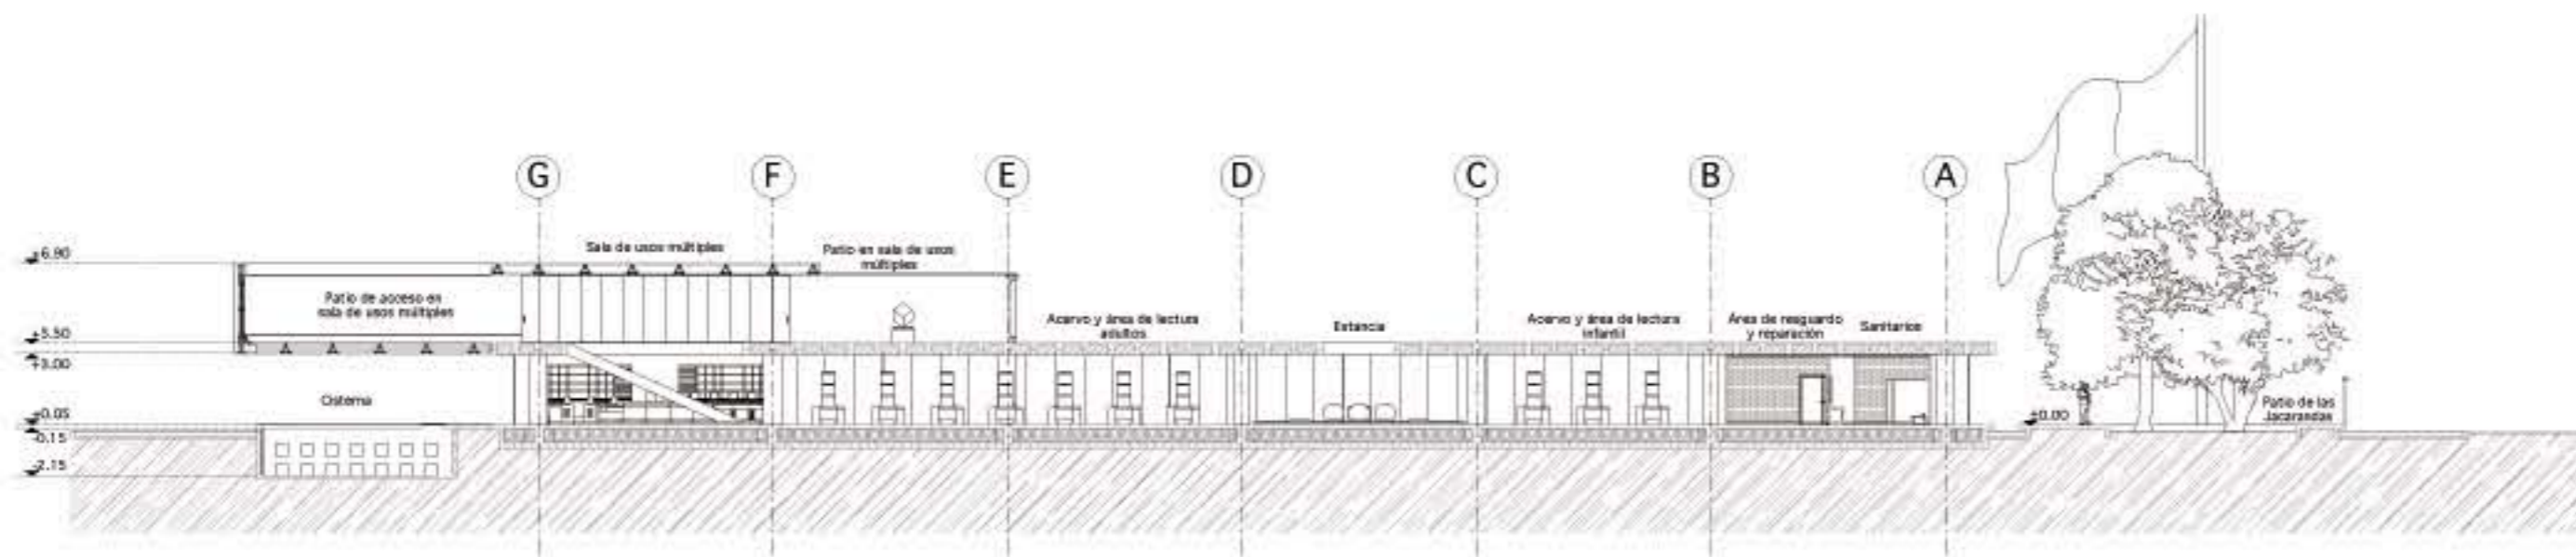 G
F
E
D
C
B
A
+6.90
Sala de usos múltiples
Patio en sala de usos
múltiples
Patio de acceso en
sala de usos múltiples
+3.50
+3.00
Acervo y área de lectura
adultos
Estancia
Acervo y área de lectura
infantil
Área de resguardo
y reparación
Sanitarios
Cisterna
+0.05
-0.15
-2.15
±0.00
Patio de las
Jacarandas